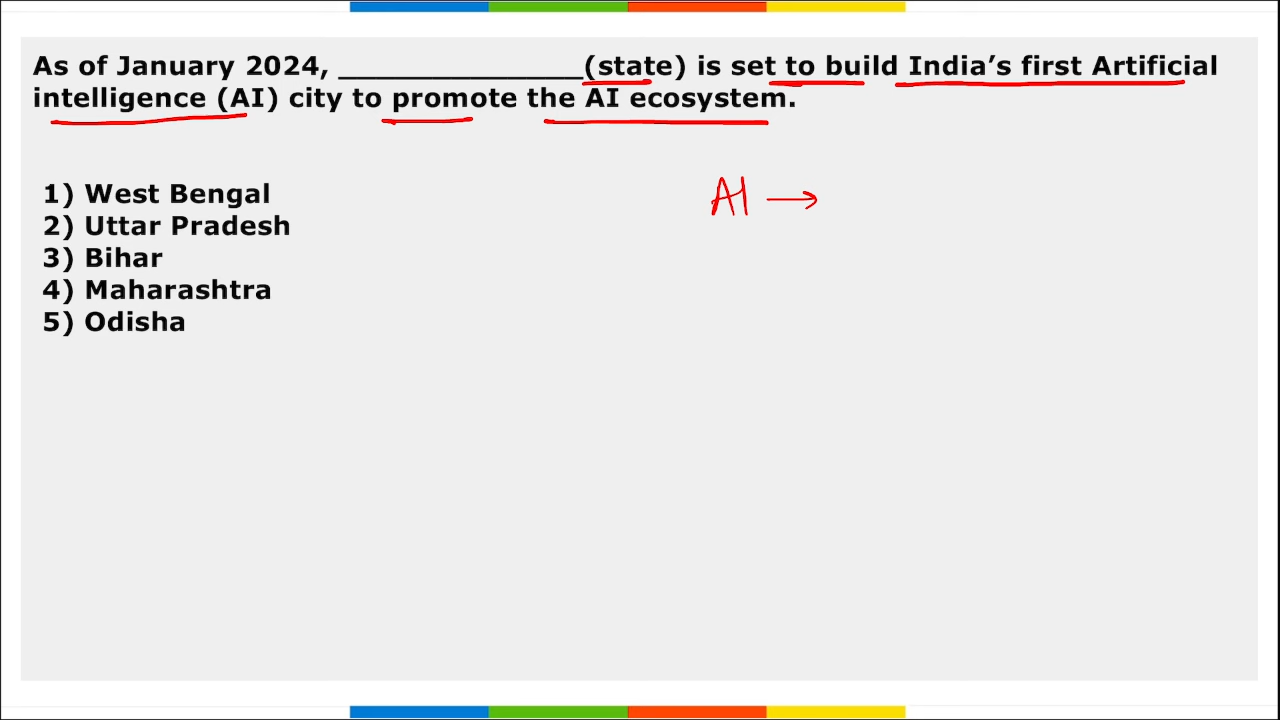 As of January 2024, _______________(state) is set to build India’s first Artificial
intelligence (AI) city to promote the AI ecosystem.
1) West Bengal
AI →
2) Uttar Pradesh
3) Bihar
4) Maharashtra
5) Odisha